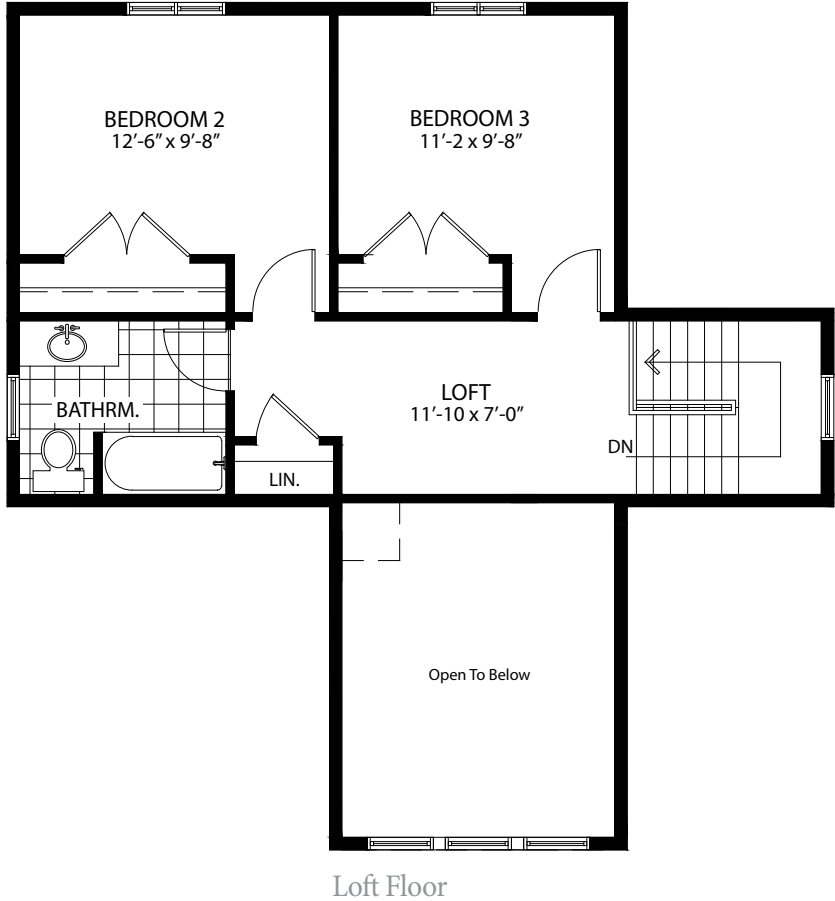 BEDROOM 2
12’-6” x 9’-8”
BEDROOM 3
11’-2 x 9’-8”
LOFT
11’-10 x 7’-0”
BATHRM.
DN
LIN.
Open To Below
Loft Floor